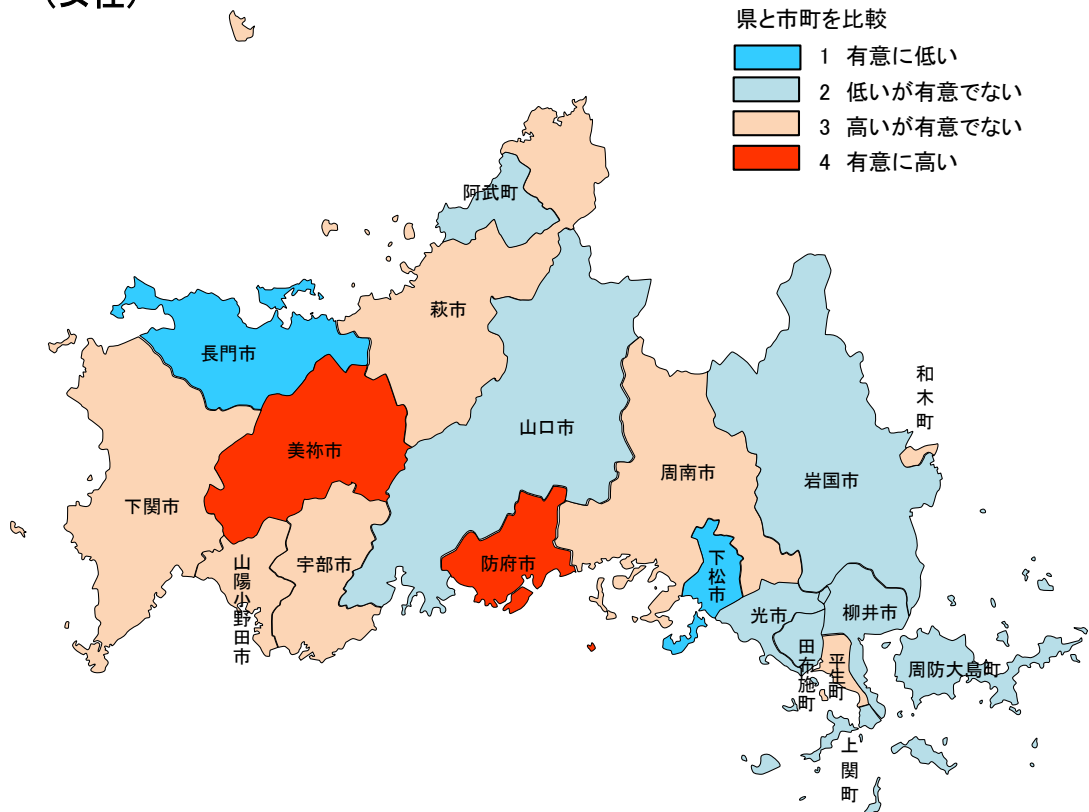 (女性)
県と市町を比較
1 有意に低い
2 低いが有意でない
3 高いが有意でない
4 有意に高い
阿武町
萩市
長門市
和木町
山口市
美祢市
周南市
岩国市
下関市
宇部市
防府市
山陽小野田市
下松市
光市
柳井市
田布施町
平生町
周防大島町
上関町